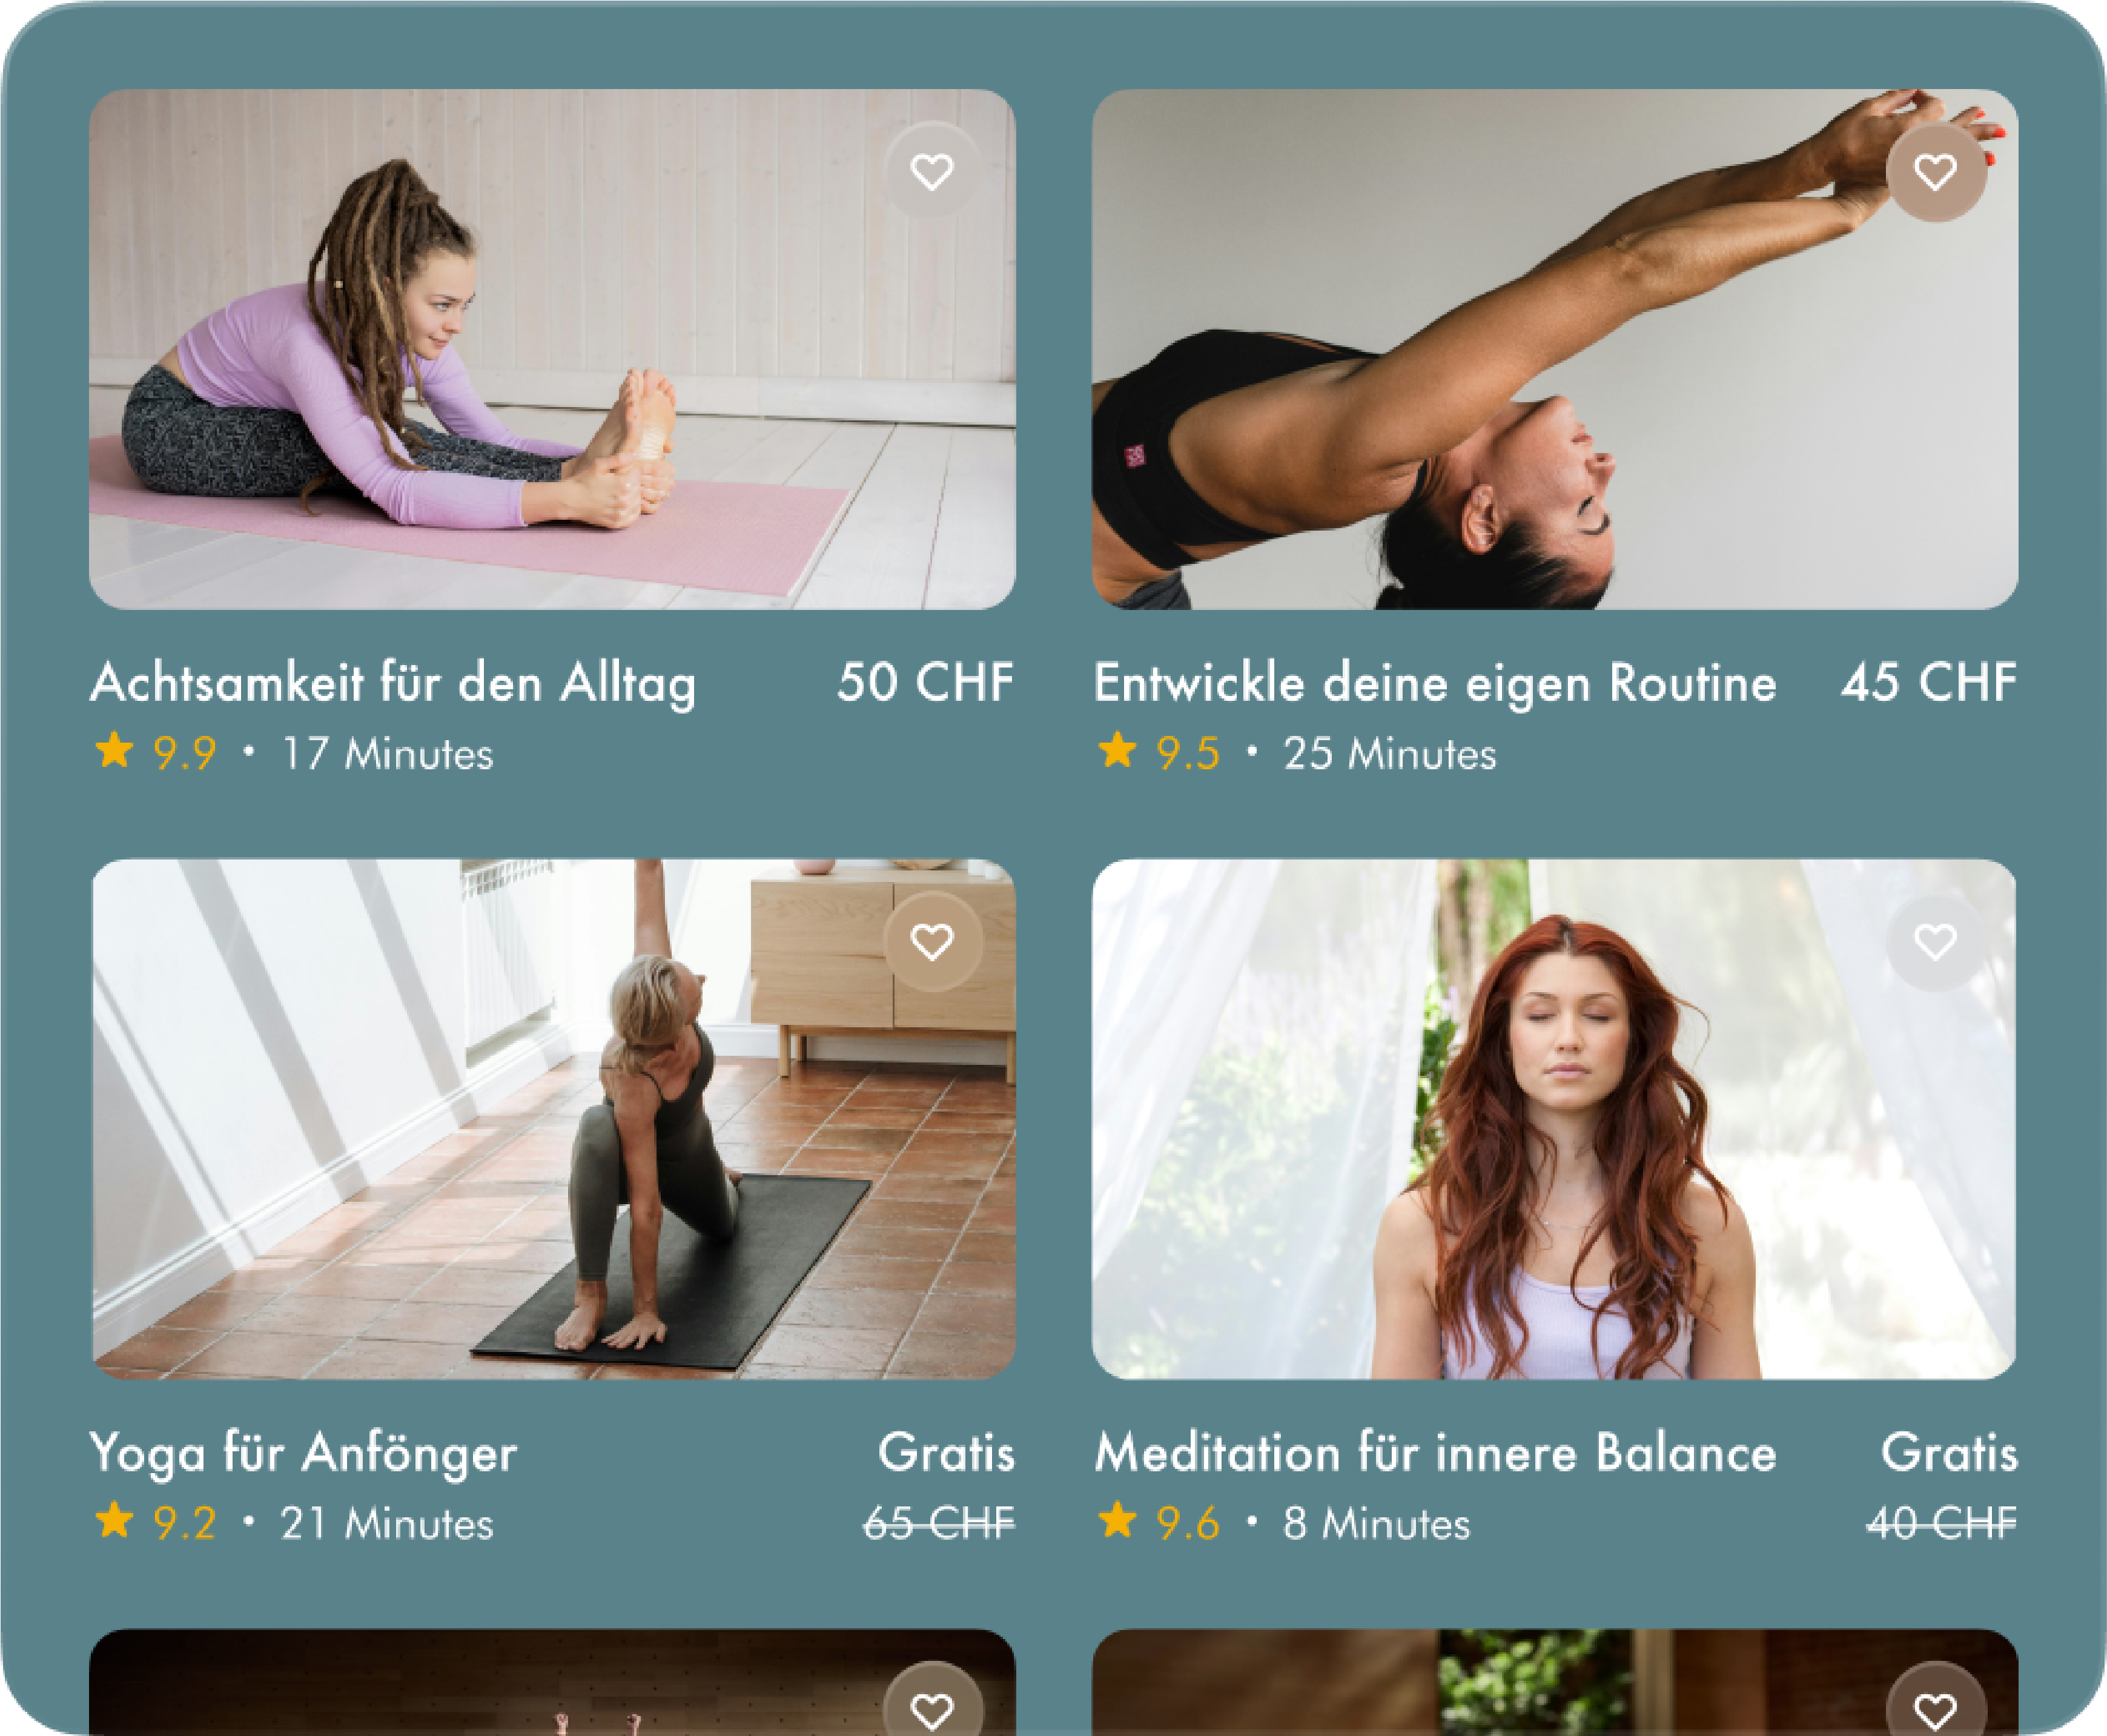 Achtsamkeit für den Alltag 50 CHF
★ 9.9 • 17 Minutes
Entwickle deine eigen Routine 45 CHF
★ 9.5 • 25 Minutes
Yoga für Anfönger Gratis
★ 9.2 • 21 Minutes 65 CHF
Meditation für innere Balance Gratis
★ 9.6 • 8 Minutes 40 CHF